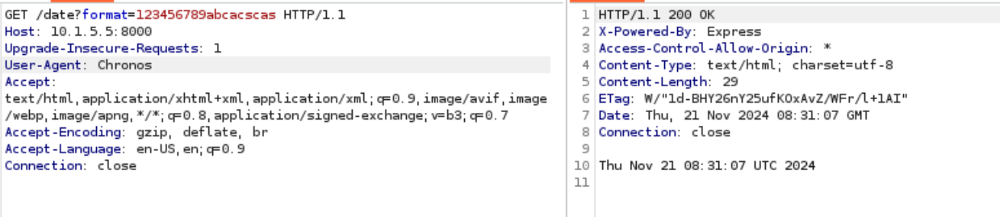 GET /date?format=123456789abcacscas HTTP/1.1
Host: 10.1.5.5:8000
Upgrade-Insecure-Requests: 1
User-Agent: Chronos
Accept:
text/html,application/xhtml+xml,application/xml;q=0.9,image/avif,image
/webp,image/apng,*/*;q=0.8,application/signed-exchange;v=b3;q=0.7
Accept-Encoding: gzip, deflate, br
Accept-Language: en-US,en;q=0.9
Connection: close
1 HTTP/1.1 200 OK
2 X-Powered-By: Express
3 Access-Control-Allow-Origin: *
4 Content-Type: text/html; charset=utf-8
5 Content-Length: 29
6 ETag: W/"1d-BHY26nY25ufKOxAvZ/WFr/l+1AI"
7 Date: Thu, 21 Nov 2024 08:31:07 GMT
8 Connection: close
9
10 Thu Nov 21 08:31:07 UTC 2024
11